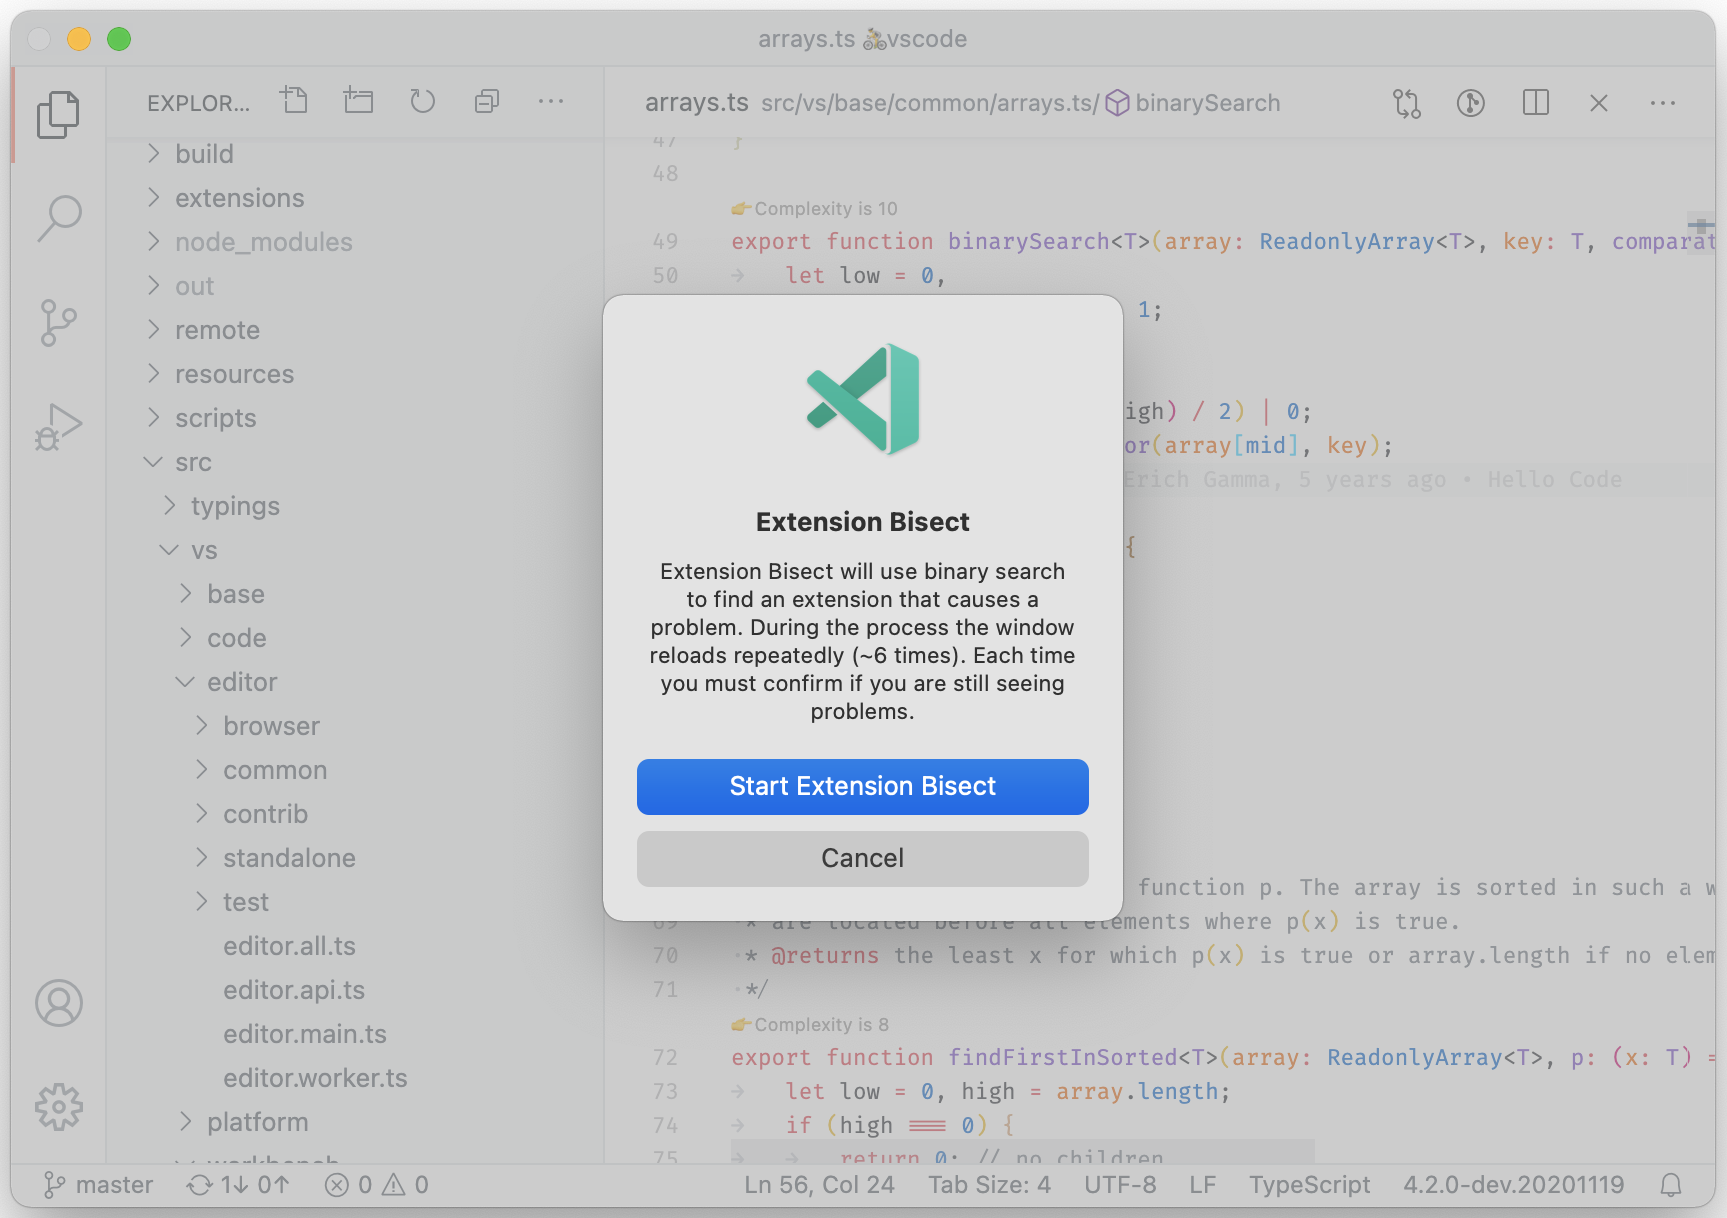 arrays.ts vscode
EXPLOR...
build
extensions
node_modules
out
remote
resources
scripts
src
typings
vs
base
code
editor
browser
common
contrib
standalone
test
editor.all.ts
editor.api.ts
editor.main.ts
editor.worker.ts
platform
workbench
arrays.ts src/vs/base/common/arrays.ts/ binarySearch
47 }
48
Complexity is 10
49 export function binarySearch<T>(array: ReadonlyArray<T>, key: T, comparat
50 let low = 0,
1;
igh) / 2) | 0;
or(array[mid], key);
Erich Gamma, 5 years ago • Hello Code
{
Extension Bisect
Extension Bisect will use binary search
to find an extension that causes a
problem. During the process the window
reloads repeatedly (~6 times). Each time
you must confirm if you are still seeing
problems.
Start Extension Bisect
Cancel
function p. The array is sorted in such a w
69 * are located before all elements where p(x) is true.
70 * @returns the least x for which p(x) is true or array.length if no elem
71 */
Complexity is 8
72 export function findFirstInSorted<T>(array: ReadonlyArray<T>, p: (x: T) =
73 let low = 0, high = array.length;
74 if (high === 0) {
75 return 0; // no children
master 1↓ 0↑ 0 0 Ln 56, Col 24 Tab Size: 4 UTF-8 LF TypeScript 4.2.0-dev.20201119